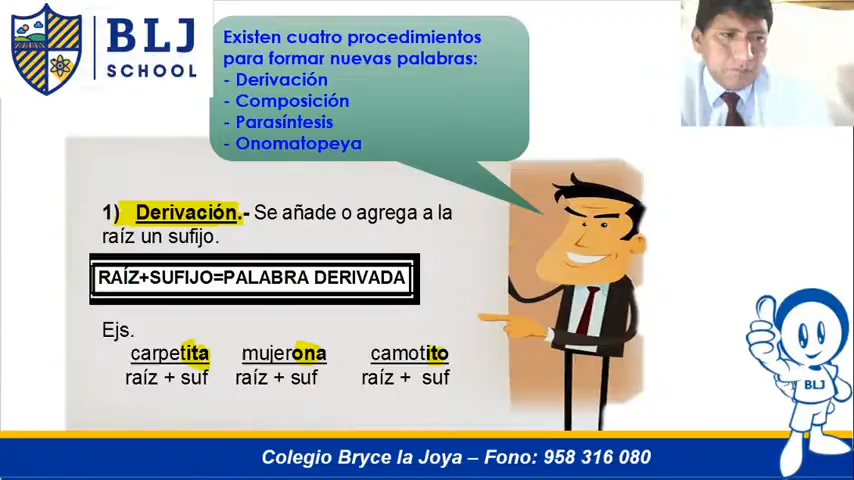 BLJ
SCHOOL
Existen cuatro procedimientos
para formar nuevas palabras:
- Derivación
- Composición
- Parasíntesis
- Onomatopeya
1) Derivación.- Se añade o agrega a la
raíz un sufijo.
RAÍZ+SUFIJO=PALABRA DERIVADA
Ejs.
carpetita mujerona camotito
raíz + suf raíz + suf raíz + suf
BLJ
Colegio Bryce la Joya – Fono: 958 316 080